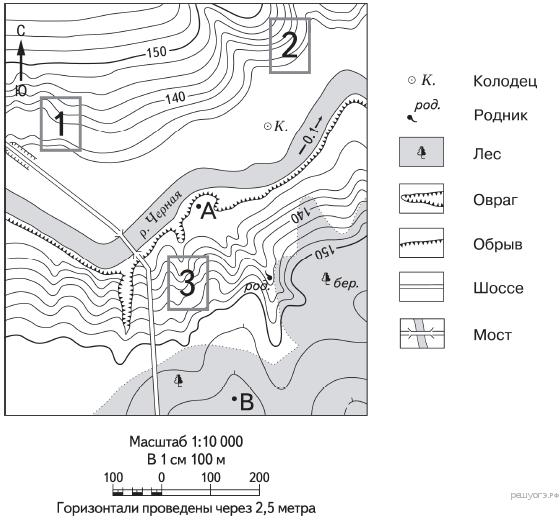 С
Ю
150
140
1
2
К.
0.1
р. Черная
А
140
150
3
род.
бер.
В
К. Колодец
род. Родник
Лес
Овраг
Обрыв
Шоссе
Мост
Масштаб 1:10 000
В 1 см 100 м
100 0 100 200
Горизонтали проведены через 2,5 метра
решуогэ.рф